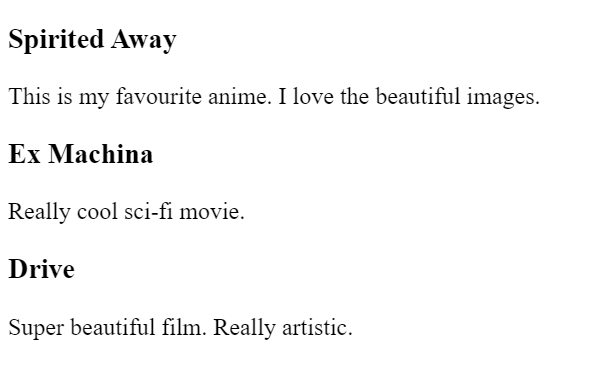 Spirited Away
This is my favourite anime. I love the beautiful images.
Ex Machina
Really cool sci-fi movie.
Drive
Super beautiful film. Really artistic.